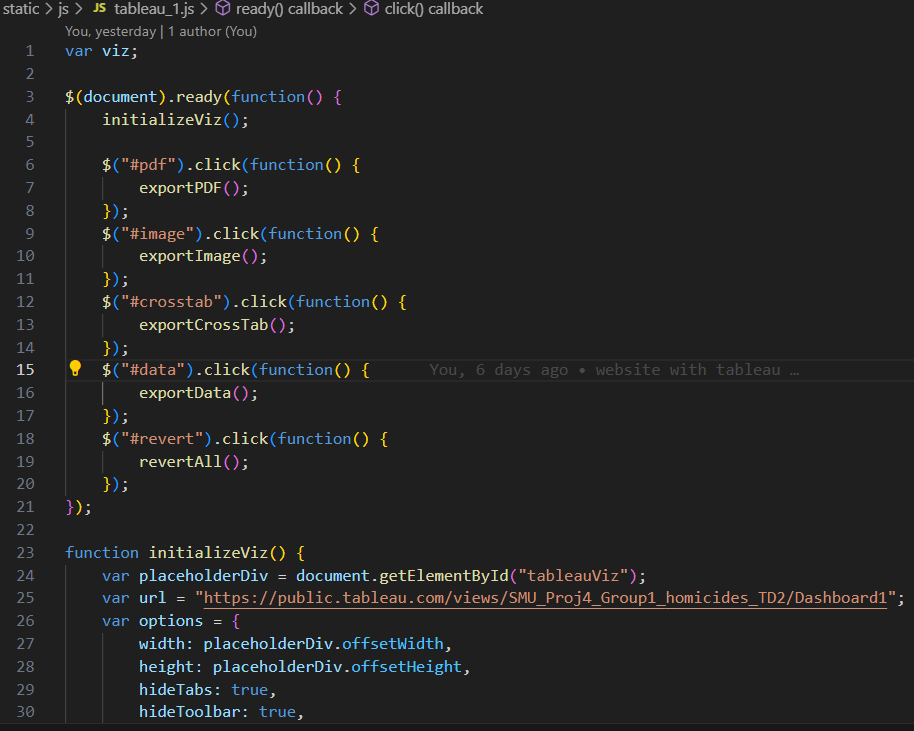 static > js > JS tableau_1.js > ready() callback > click() callback
You, yesterday | 1 author (You)
1 var viz;
2
3 $(document).ready(function() {
4     initializeViz();
5
6     $("#pdf").click(function() {
7         exportPDF();
8     });
9     $("#image").click(function() {
10         exportImage();
11     });
12     $("#crosstab").click(function() {
13         exportCrossTab();
14     });
15     $("#data").click(function() {     You, 6 days ago • website with tableau …
16         exportData();
17     });
18     $("#revert").click(function() {
19         revertAll();
20     });
21 });
22
23 function initializeViz() {
24     var placeholderDiv = document.getElementById("tableauViz");
25     var url = "https://public.tableau.com/views/SMU_Proj4_Group1_homicides_TD2/Dashboard1";
26     var options = {
27         width: placeholderDiv.offsetWidth,
28         height: placeholderDiv.offsetHeight,
29         hideTabs: true,
30         hideToolbar: true,